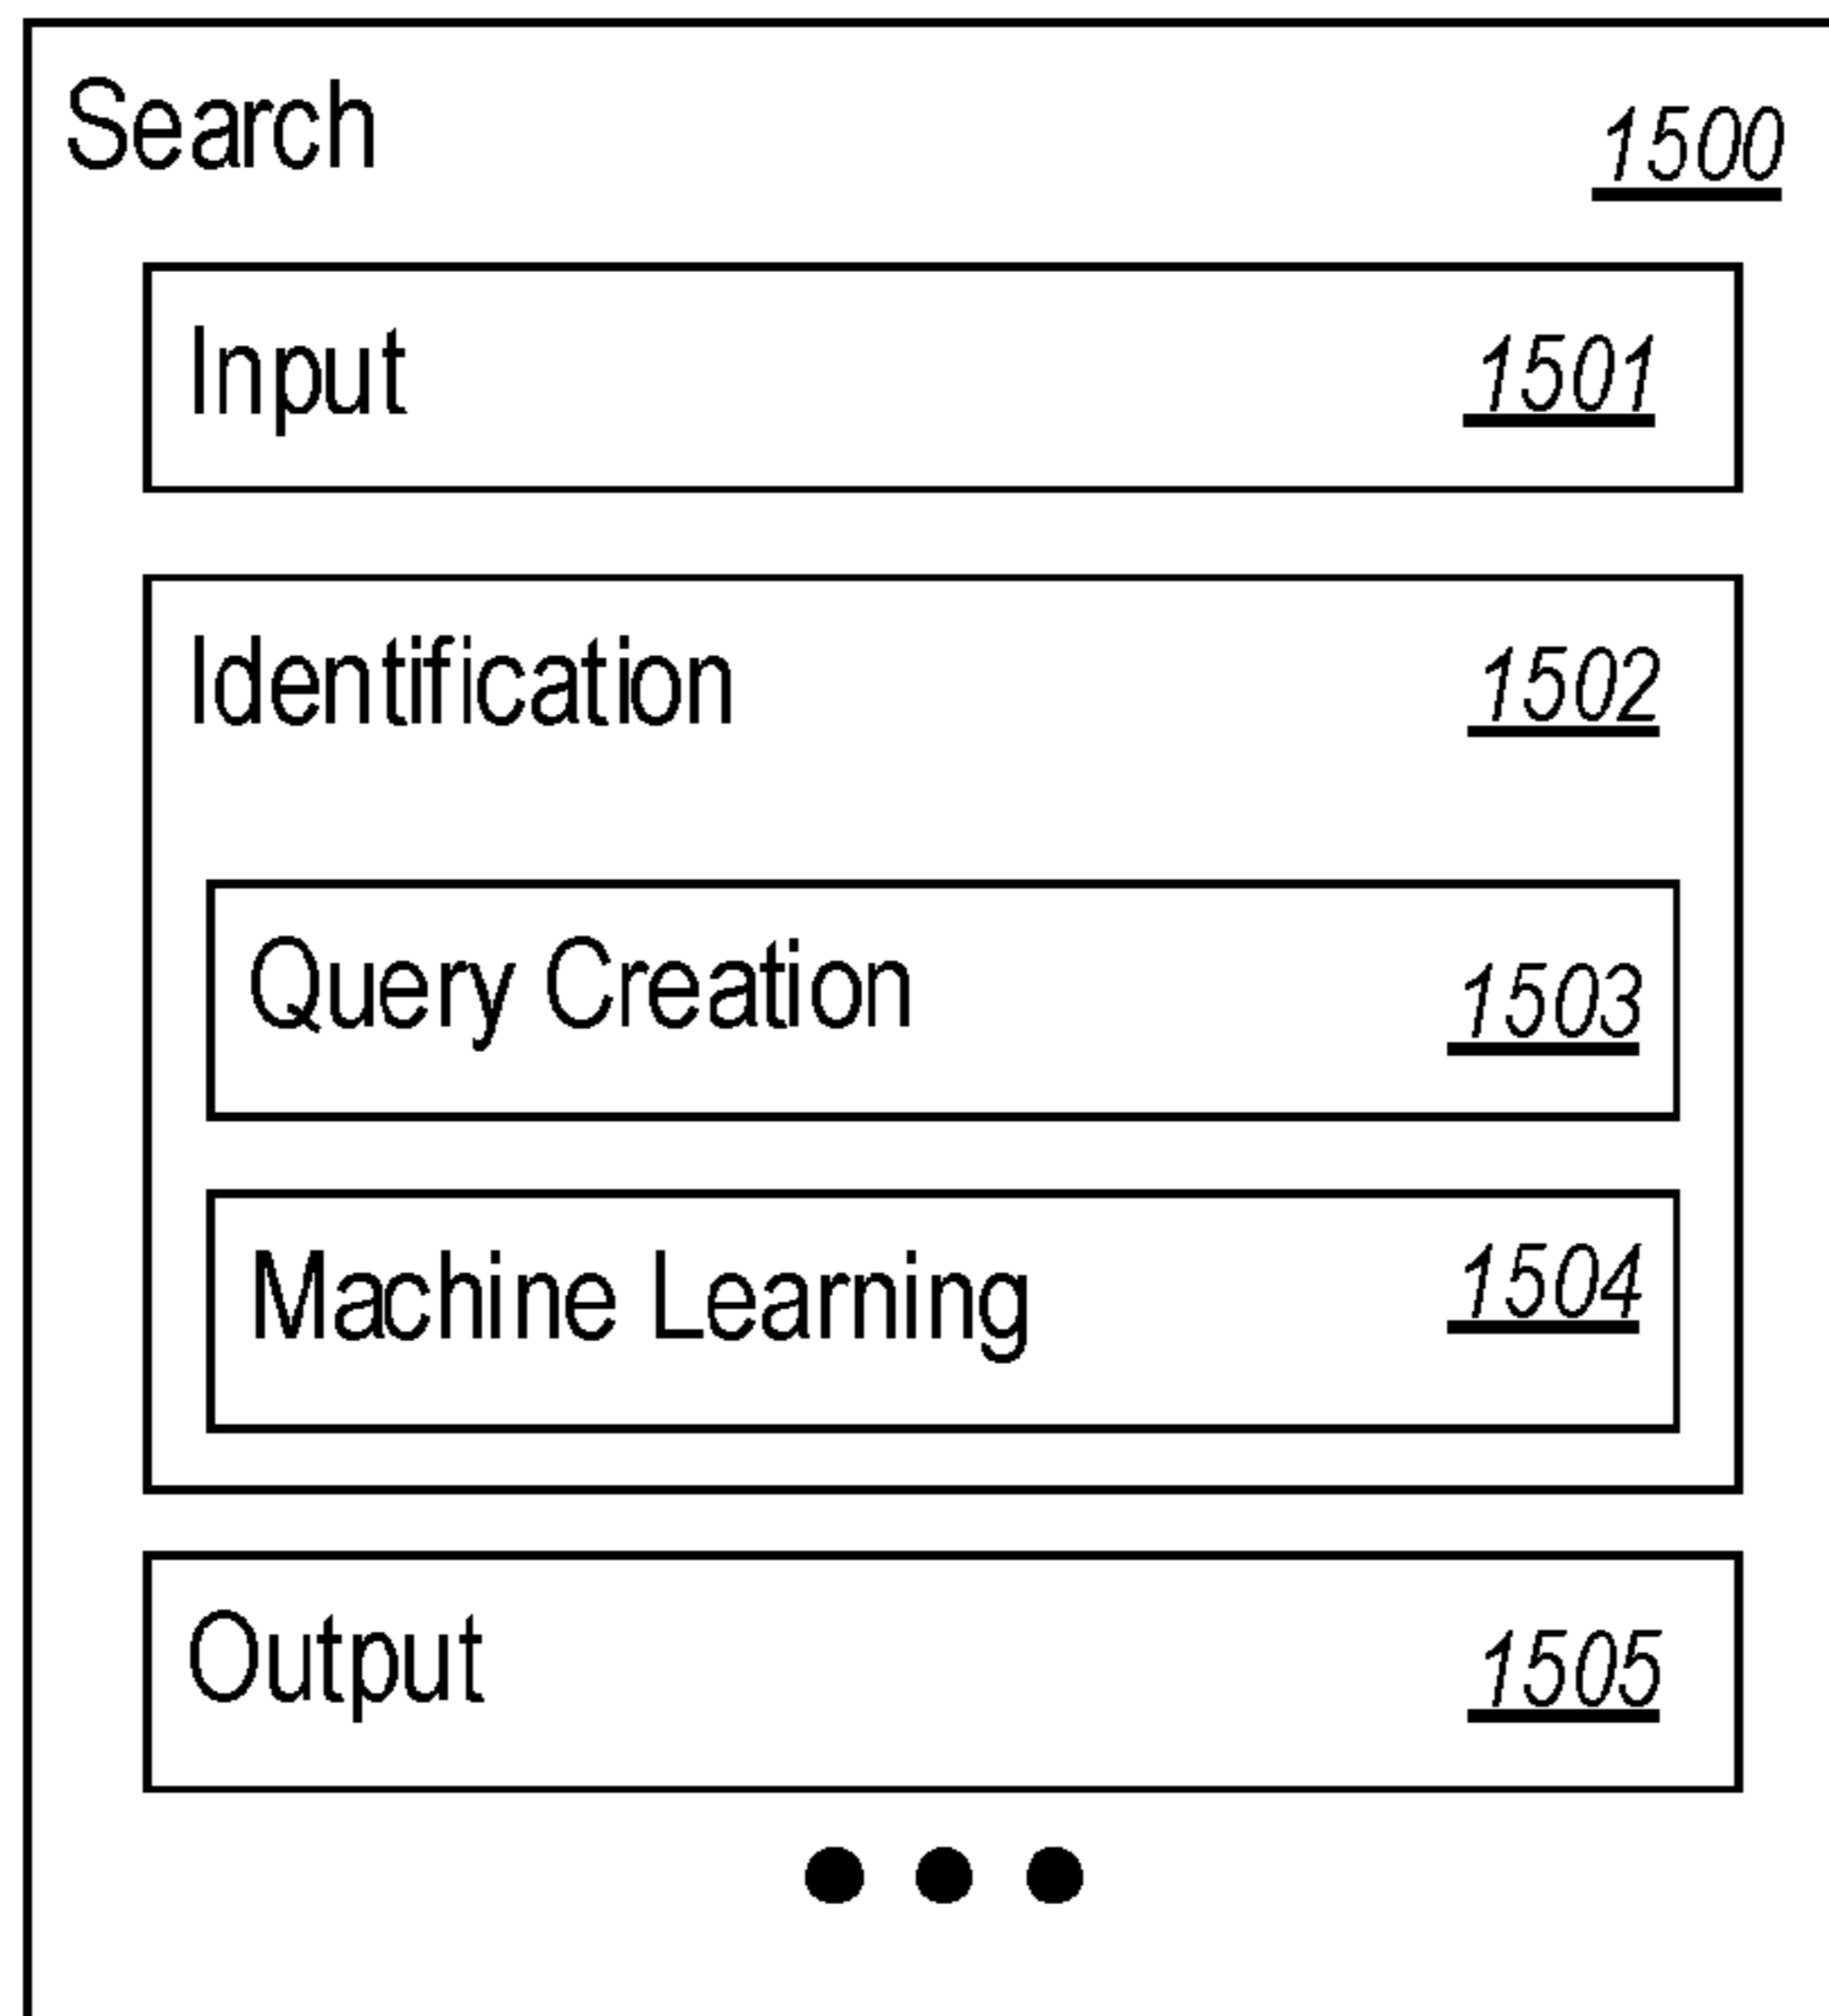 Search 1500
Input 1501
Identification 1502
Query Creation 1503
Machine Learning 1504
Output 1505